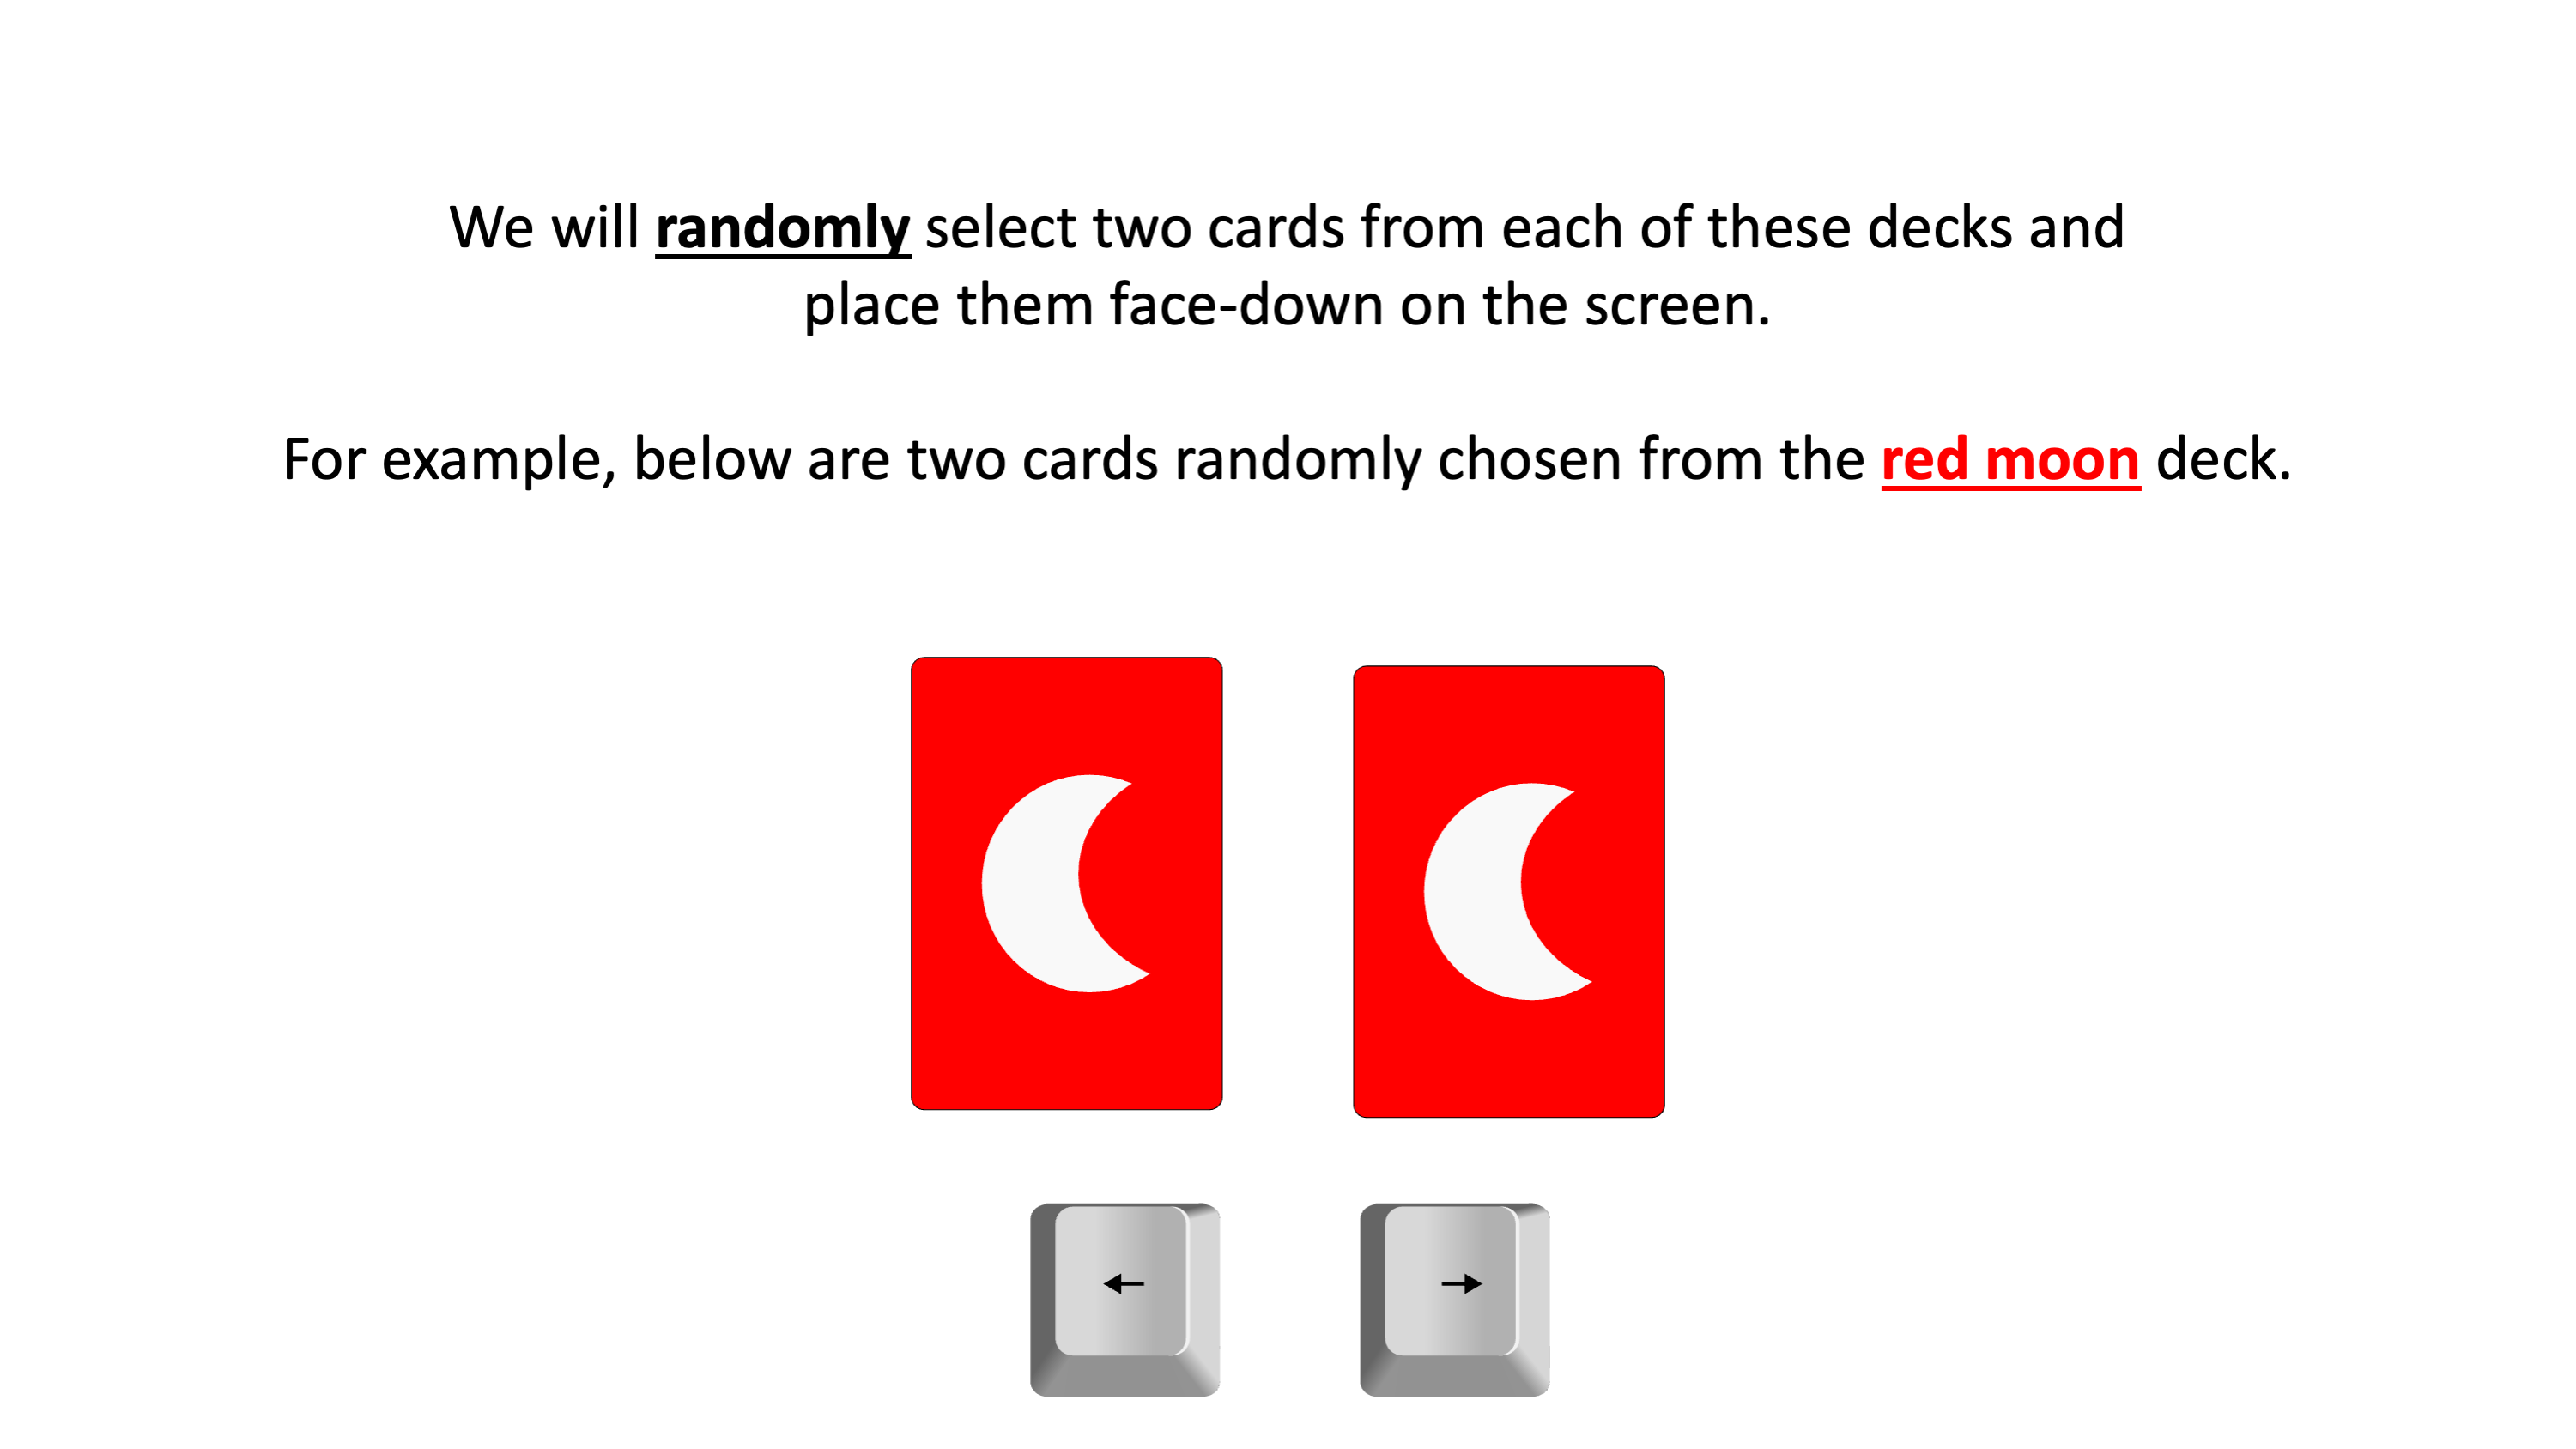 We will randomly select two cards from each of these decks and
place them face-down on the screen.
For example, below are two cards randomly chosen from the red moon deck.